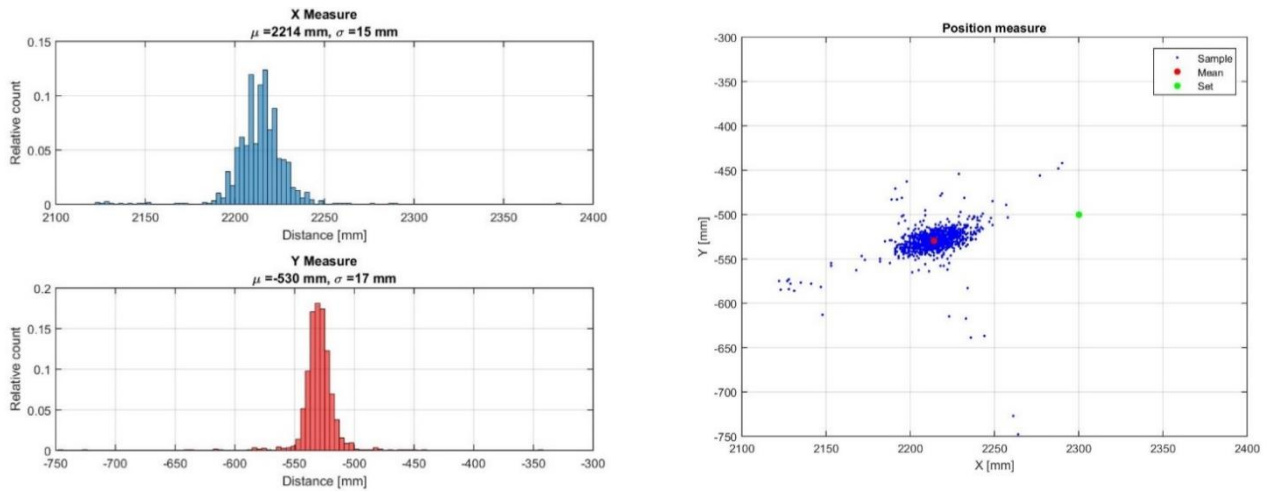 X Measure
μ =2214 mm, σ =15 mm
0.15
0.1
0.05
0
Relative count
2100 2150 2200 2250 2300 2350 2400
Distance [mm]
Y Measure
μ =-530 mm, σ =17 mm
0.2
0.15
0.1
0.05
0
Relative count
-750 -700 -650 -600 -550 -500 -450 -400 -350 -300
Distance [mm]
Position measure
-300
-350
-400
-450
-500
-550
-600
-650
-700
-750
Y [mm]
Sample
Mean
Set
2100 2150 2200 2250 2300 2350 2400
X [mm]